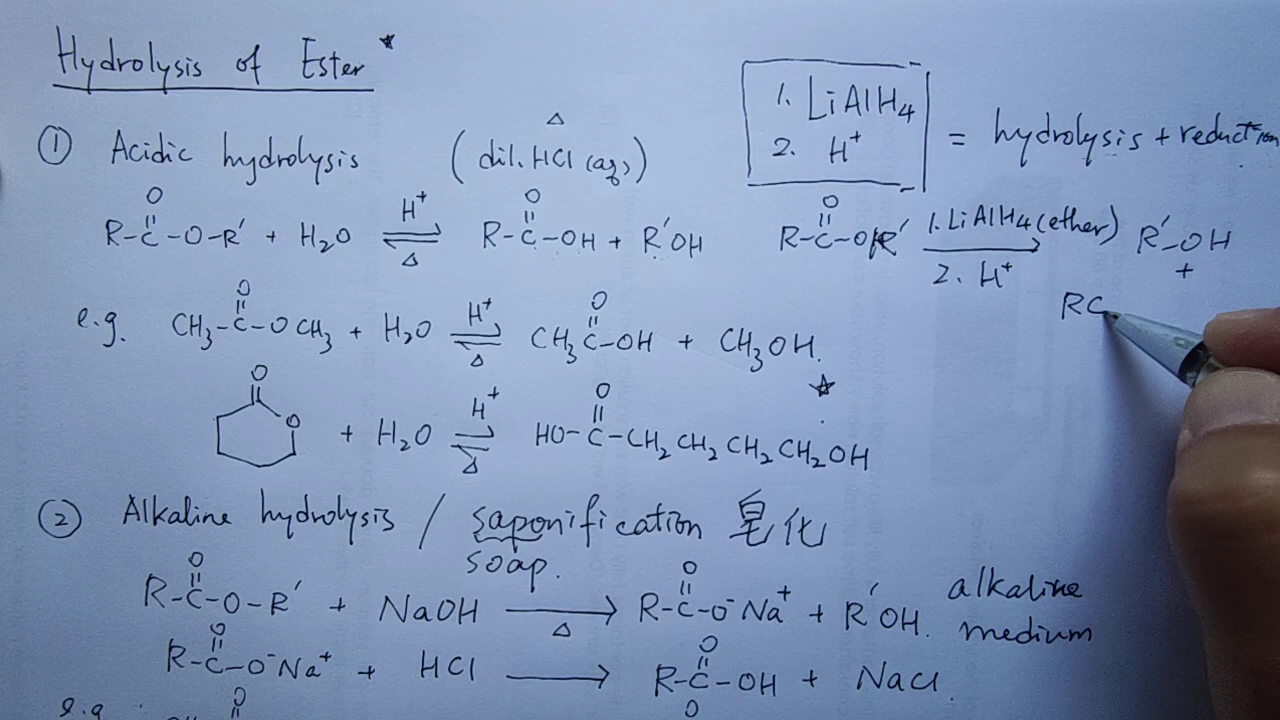 Hydrolysis of Ester *
① Acidic hydrolysis (dil. HCl (aq)) Δ
R-C-O-R' + H₂O ⇌ R-C-OH + R'OH
O
H⁺
Δ
O
e.g. CH₃-C-OCH₃ + H₂O ⇌ CH₃C-OH + CH₃OH.
O
H⁺
Δ
O
O
O
+ H₂O ⇌ HO-C-CH₂CH₂CH₂CH₂OH
H⁺
Δ
O
☆
1. LiAlH₄
2. H⁺
= hydrolysis + reduction
R-C-OR' → R'-OH
O
1. LiAlH₄ (ether)
2. H⁺
+
RC
② Alkaline hydrolysis / saponification 皂化
soap.
R-C-O-R' + NaOH → R-C-O⁻Na⁺ + R'OH.
O
Δ
O
alkaline
medium
R-C-O⁻Na⁺ + HCl → R-C-OH + NaCl.
O
O
e.g.
O
O